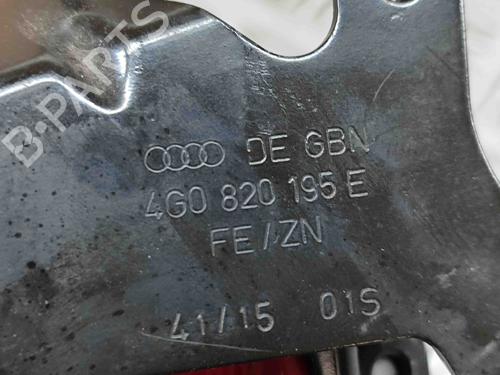 B-PARTS
DE GBN
4G0 820 195 E
FE/ZN
41/15 01S